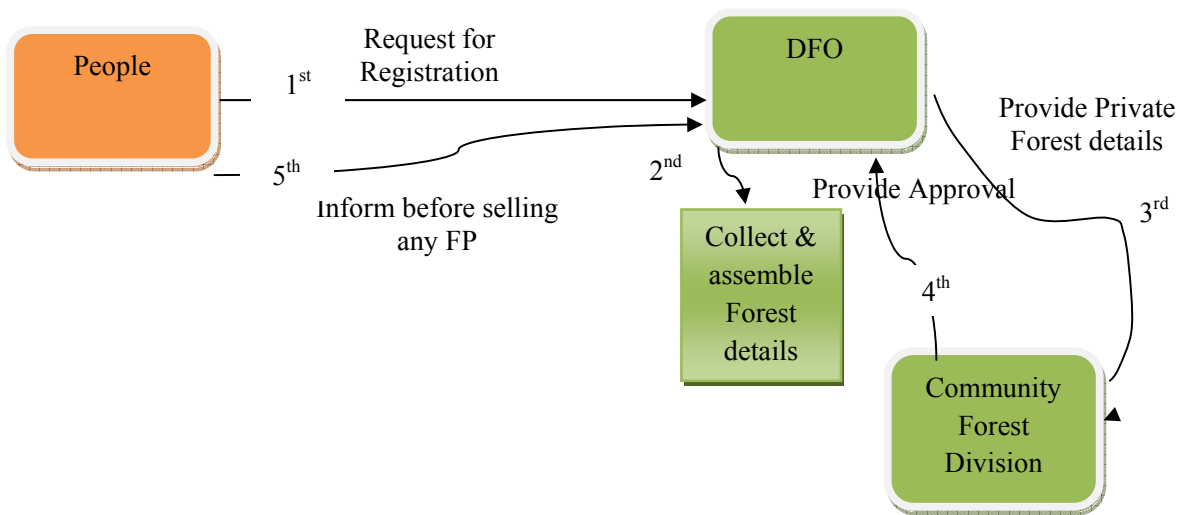 People
1st
Request for
Registration
DFO
Provide Private
Forest details
5th
Inform before selling
any FP
2nd
Provide Approval
3rd
Collect &
assemble
Forest
details
4th
Community
Forest
Division